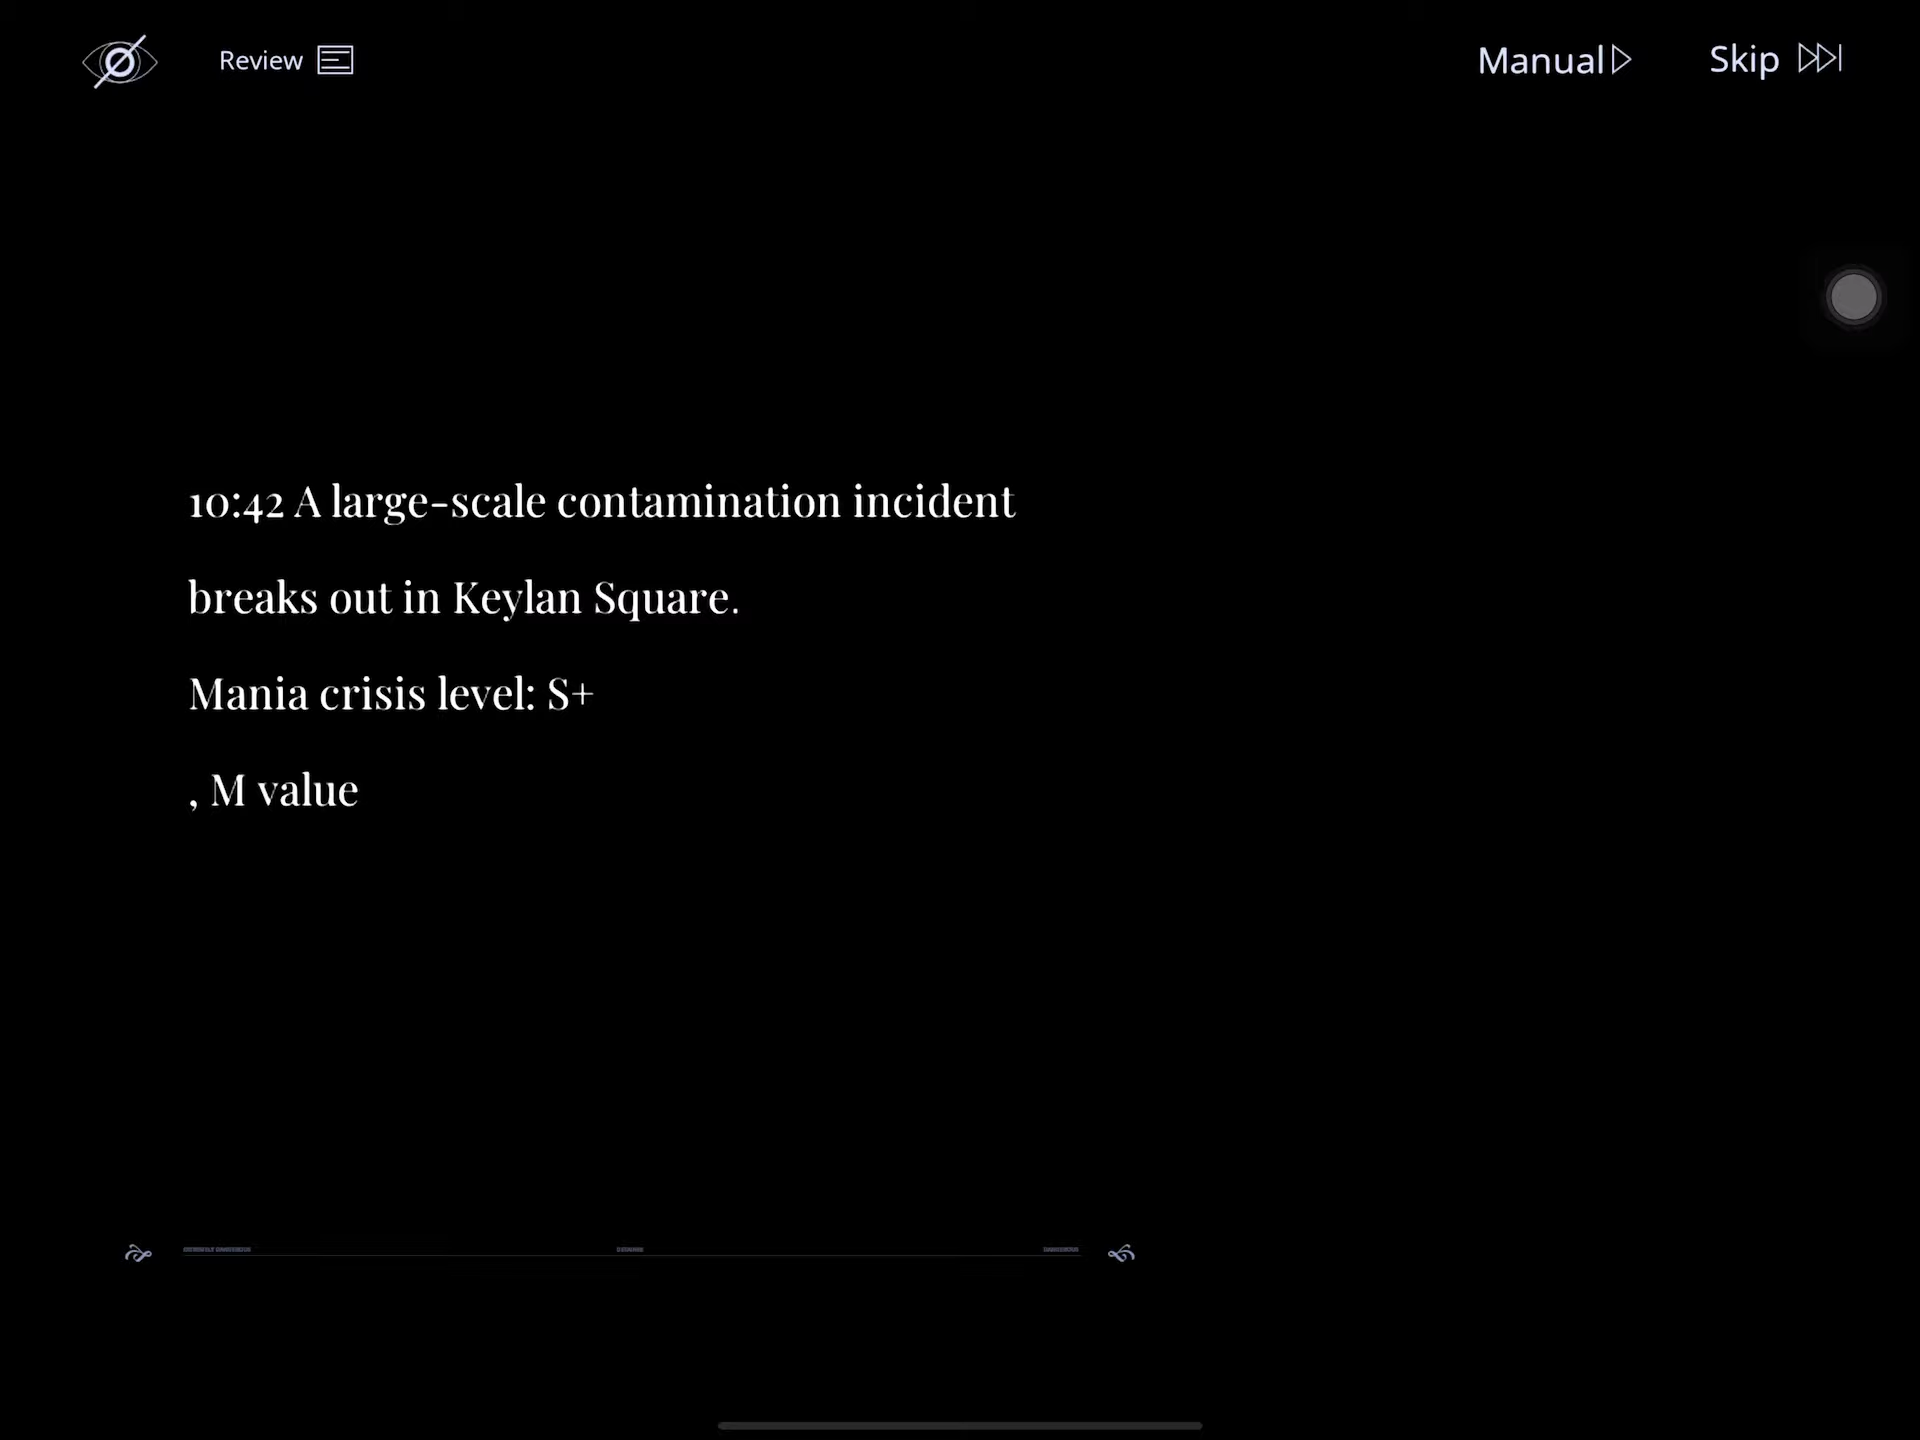 Review
Manual
Skip
10:42 A large-scale contamination incident
breaks out in Keylan Square.
Mania crisis level: S+
, M value